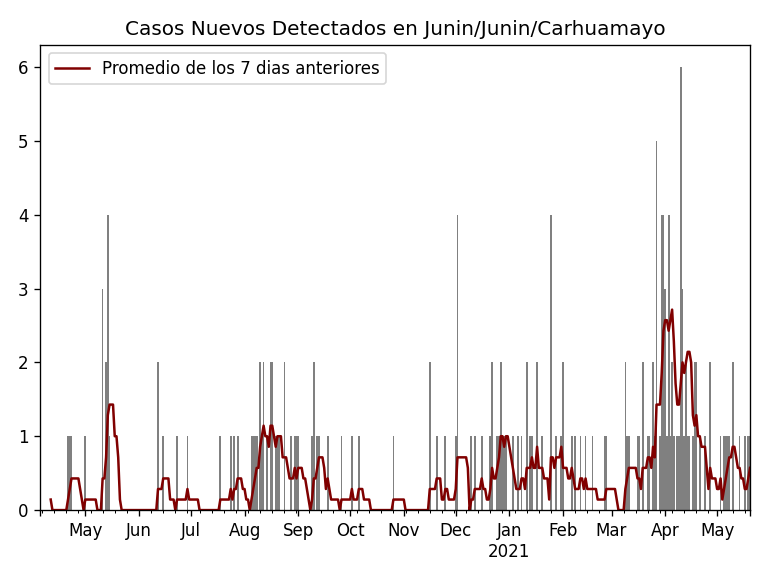 Casos Nuevos Detectados en Junin/Junin/Carhuamayo
Promedio de los 7 dias anteriores
6
5
4
3
2
1
0
May Jun Jul Aug Sep Oct Nov Dec Jan Feb Mar Apr May
2021